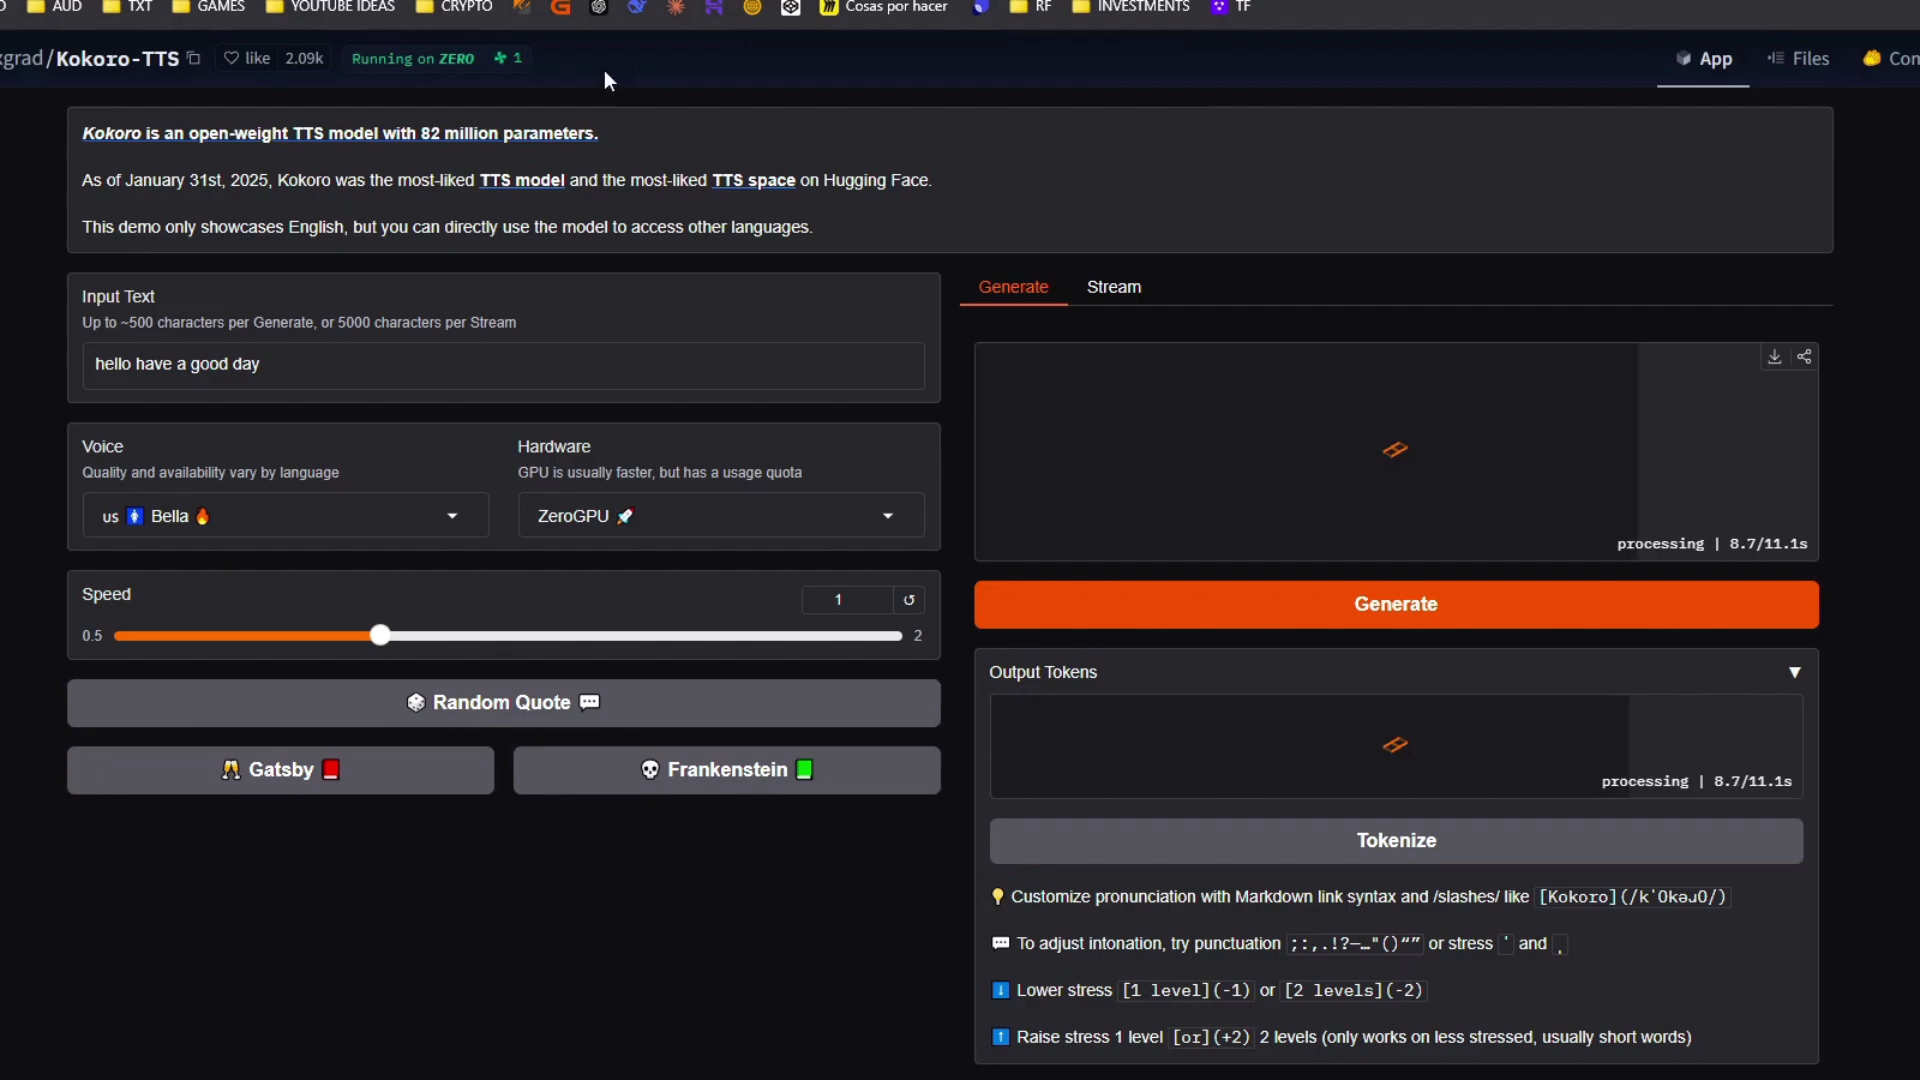 AUD TXT GAMES YOUTUBE IDEAS CRYPTO Cosas por hacer RF INVESTMENTS TF
/Kokoro-TTS like 2.09k Running on ZERO 1 App Files
Kokoro is an open-weight TTS model with 82 million parameters.
As of January 31st, 2025, Kokoro was the most-liked TTS model and the most-liked TTS space on Hugging Face.
This demo only showcases English, but you can directly use the model to access other languages.
Input Text
Up to ~500 characters per Generate, or 5000 characters per Stream
hello have a good day
Voice
Quality and availability vary by language
us 🚺 Bella 🔥
Hardware
GPU is usually faster, but has a usage quota
ZeroGPU 🚀
Speed
1
0.5
2
🎲 Random Quote 💬
🥂 Gatsby 📕
💀 Frankenstein 📗
Generate Stream
processing | 8.7/11.1s
Generate
Output Tokens ▼
processing | 8.7/11.1s
Tokenize
💡 Customize pronunciation with Markdown link syntax and /slashes/ like [Kokoro](/kˈOkəɹO/)
💬 To adjust intonation, try punctuation ;:,.!?—…"()“” or stress ˈ and ˌ
⬇️ Lower stress [1 level](-1) or [2 levels](-2)
⬆️ Raise stress 1 level [or](+2) 2 levels (only works on less stressed, usually short words)